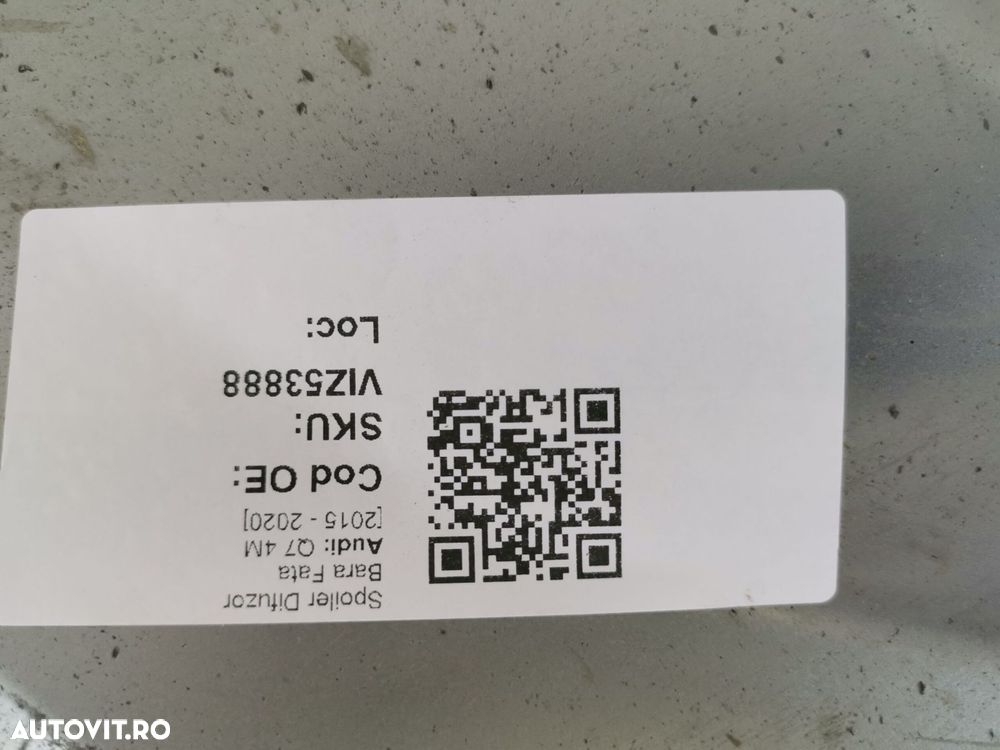 Spoiler Difuzor
Bara Fata
Audi: Q7 4M
[2015 - 2020]
Cod OE:
SKU:
VIZ53888
Loc:
AUTOVIT.RO